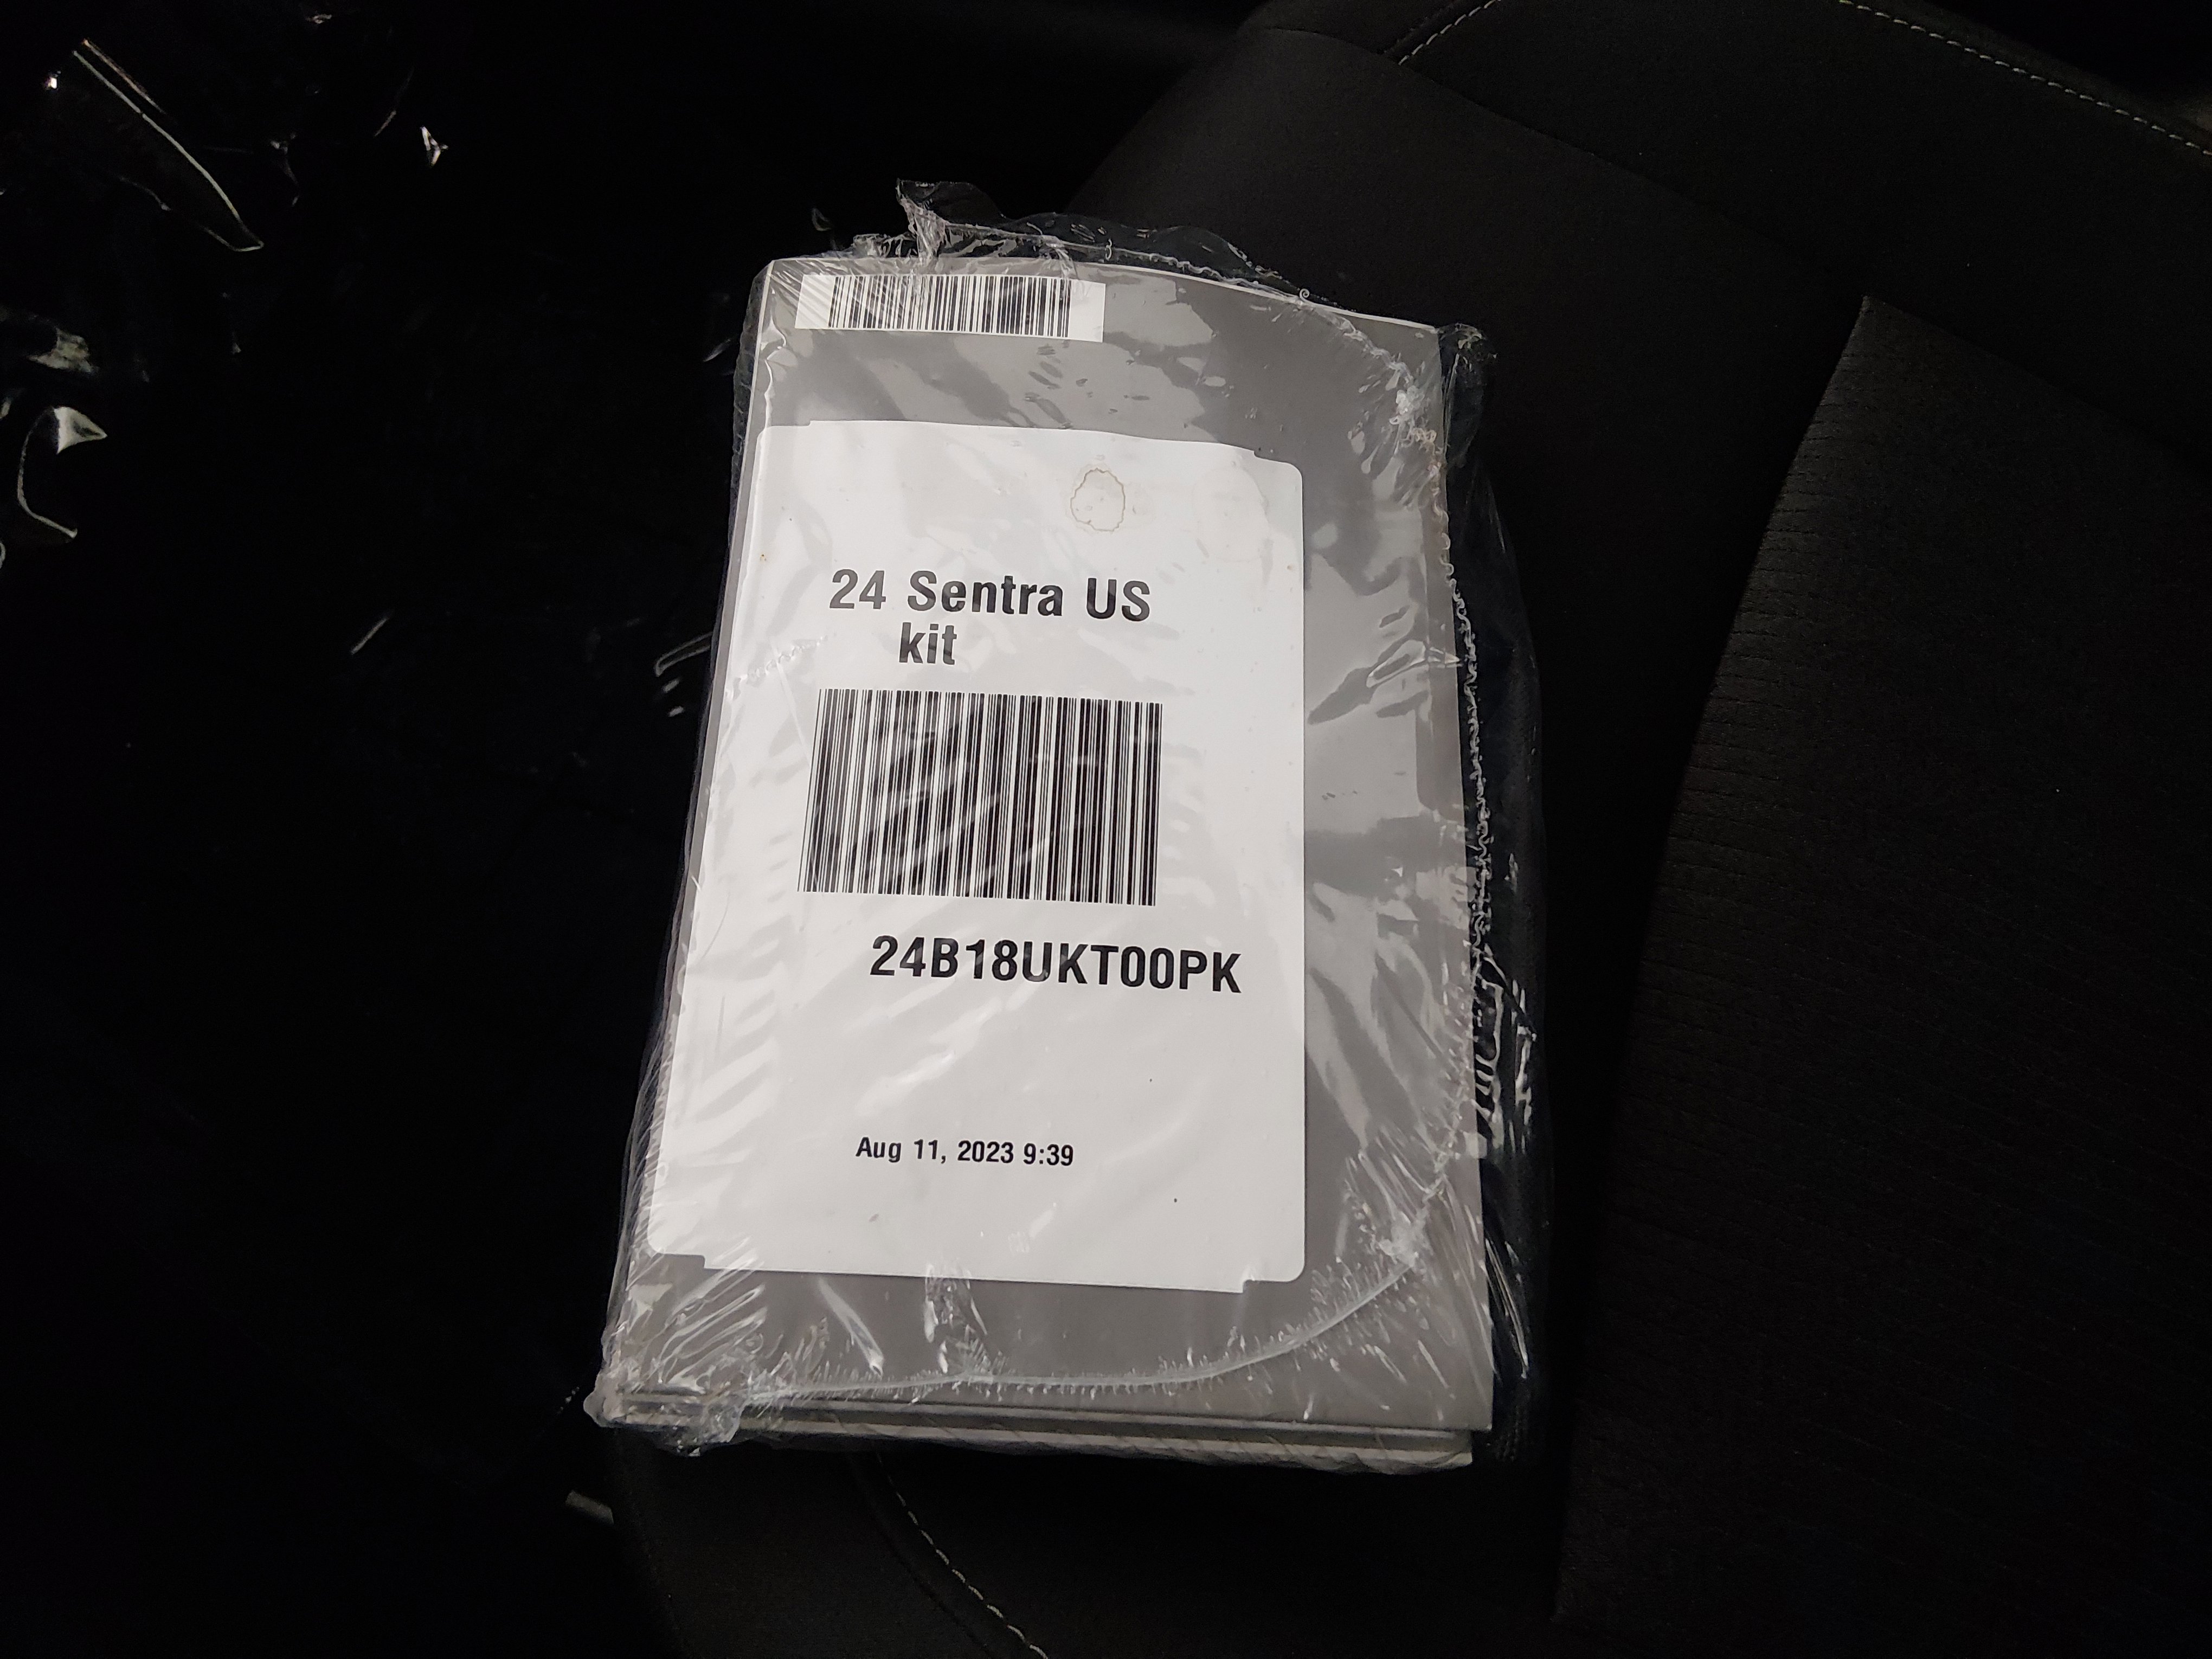 24 Sentra US
kit
24B18UKT00PK
Aug 11, 2023 9:39